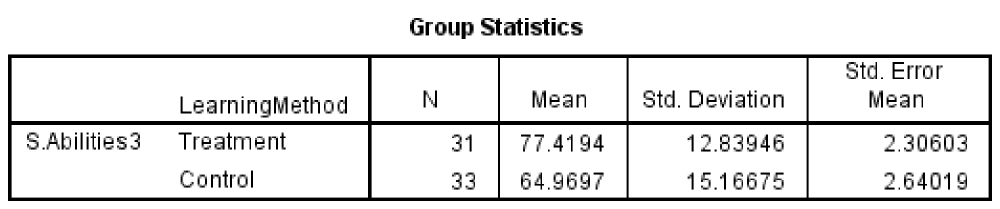 Group Statistics
LearningMethod N Mean Std. Deviation Std. Error Mean
S.Abilities3 Treatment 31 77.4194 12.83946 2.30603
Control 33 64.9697 15.16675 2.64019